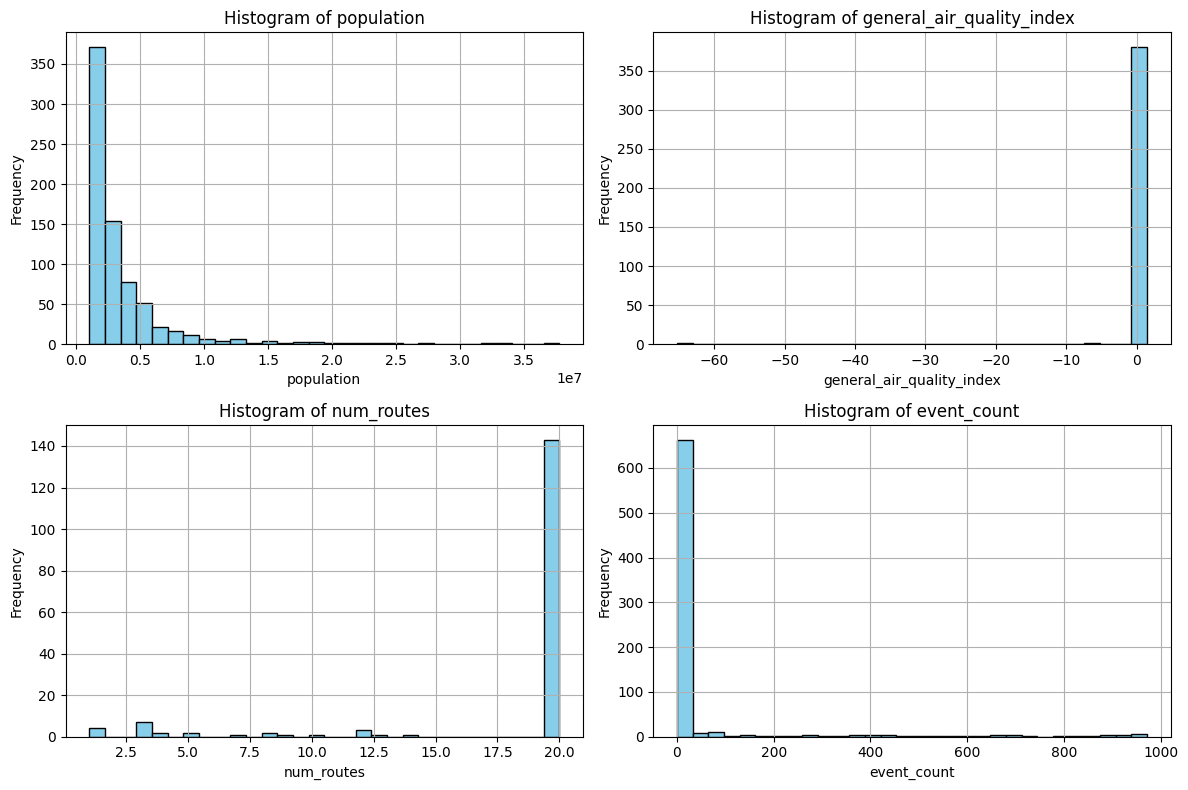 Histogram of population
Frequency
350
300
250
200
150
100
50
0
0.0 0.5 1.0 1.5 2.0 2.5 3.0 3.5
1e7
population
Histogram of general_air_quality_index
Frequency
350
300
250
200
150
100
50
0
−60 −50 −40 −30 −20 −10 0
general_air_quality_index
Histogram of num_routes
Frequency
140
120
100
80
60
40
20
0
2.5 5.0 7.5 10.0 12.5 15.0 17.5 20.0
num_routes
Histogram of event_count
Frequency
600
500
400
300
200
100
0
0 200 400 600 800 1000
event_count